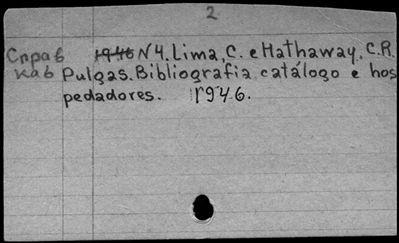 2
Справ 1946 N4. Lima, C. e Hathaway, C.R.
каб Pulgas. Bibliografia catálogo e hos
pedadores. 1946.